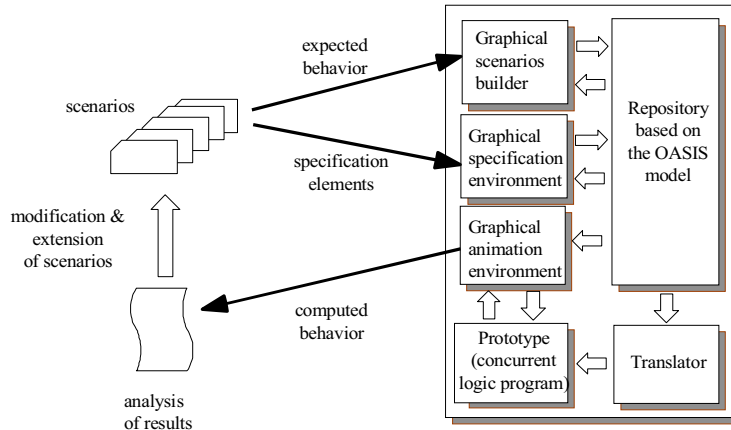 expected
behavior
scenarios
specification
elements
modification &
extension
of scenarios
computed
behavior
analysis
of results
Graphical
scenarios
builder
Graphical
specification
environment
Graphical
animation
environment
Repository
based on
the OASIS
model
Prototype
(concurrent
logic program)
Translator